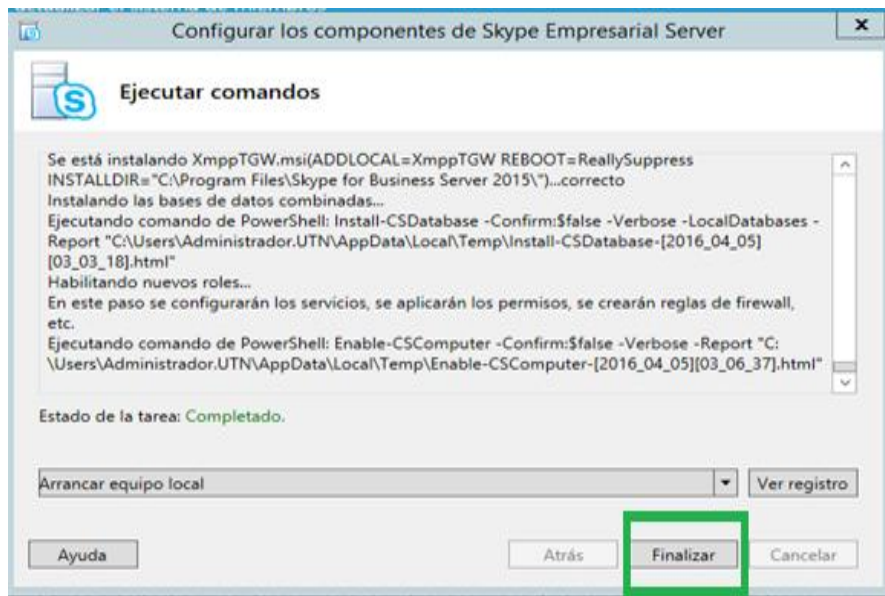 Configurar los componentes de Skype Empresarial Server
x
S
Ejecutar comandos
Se está instalando XmppTGW.msi(ADDLOCAL=XmppTGW REBOOT=ReallySuppress
INSTALLDIR="C:\Program Files\Skype for Business Server 2015\")...correcto
Instalando las bases de datos combinadas...
Ejecutando comando de PowerShell: Install-CSDatabase -Confirm:$false -Verbose -LocalDatabases -
Report "C:\Users\Administrador.UTN\AppData\Local\Temp\Install-CSDatabase-[2016_04_05]
[03_03_18].html"
Habilitando nuevos roles...
En este paso se configurarán los servicios, se aplicarán los permisos, se crearán reglas de firewall,
etc.
Ejecutando comando de PowerShell: Enable-CSComputer -Confirm:$false -Verbose -Report "C:
\Users\Administrador.UTN\AppData\Local\Temp\Enable-CSComputer-[2016_04_05][03_06_37].html"
Estado de la tarea: Completado.
Arrancar equipo local
Ver registro
Ayuda
Atrás
Finalizar
Cancelar